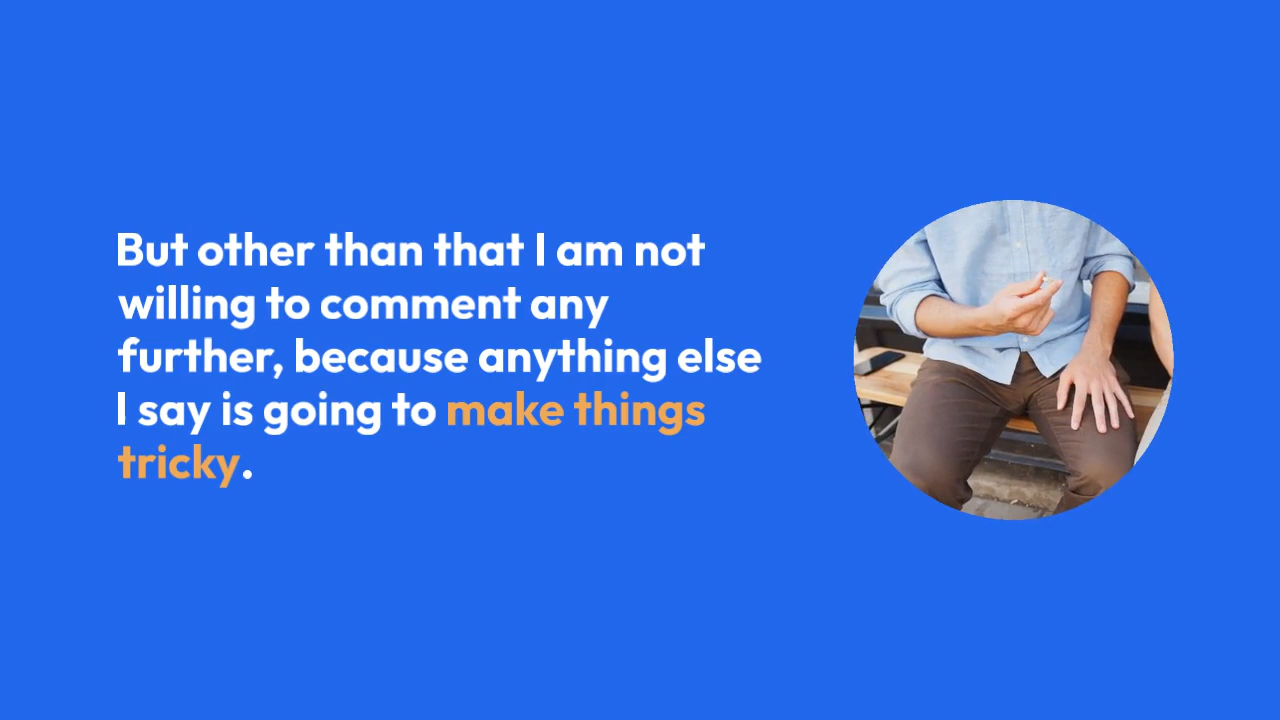 But other than that I am not
willing to comment any
further, because anything else
I say is going to make things
tricky.